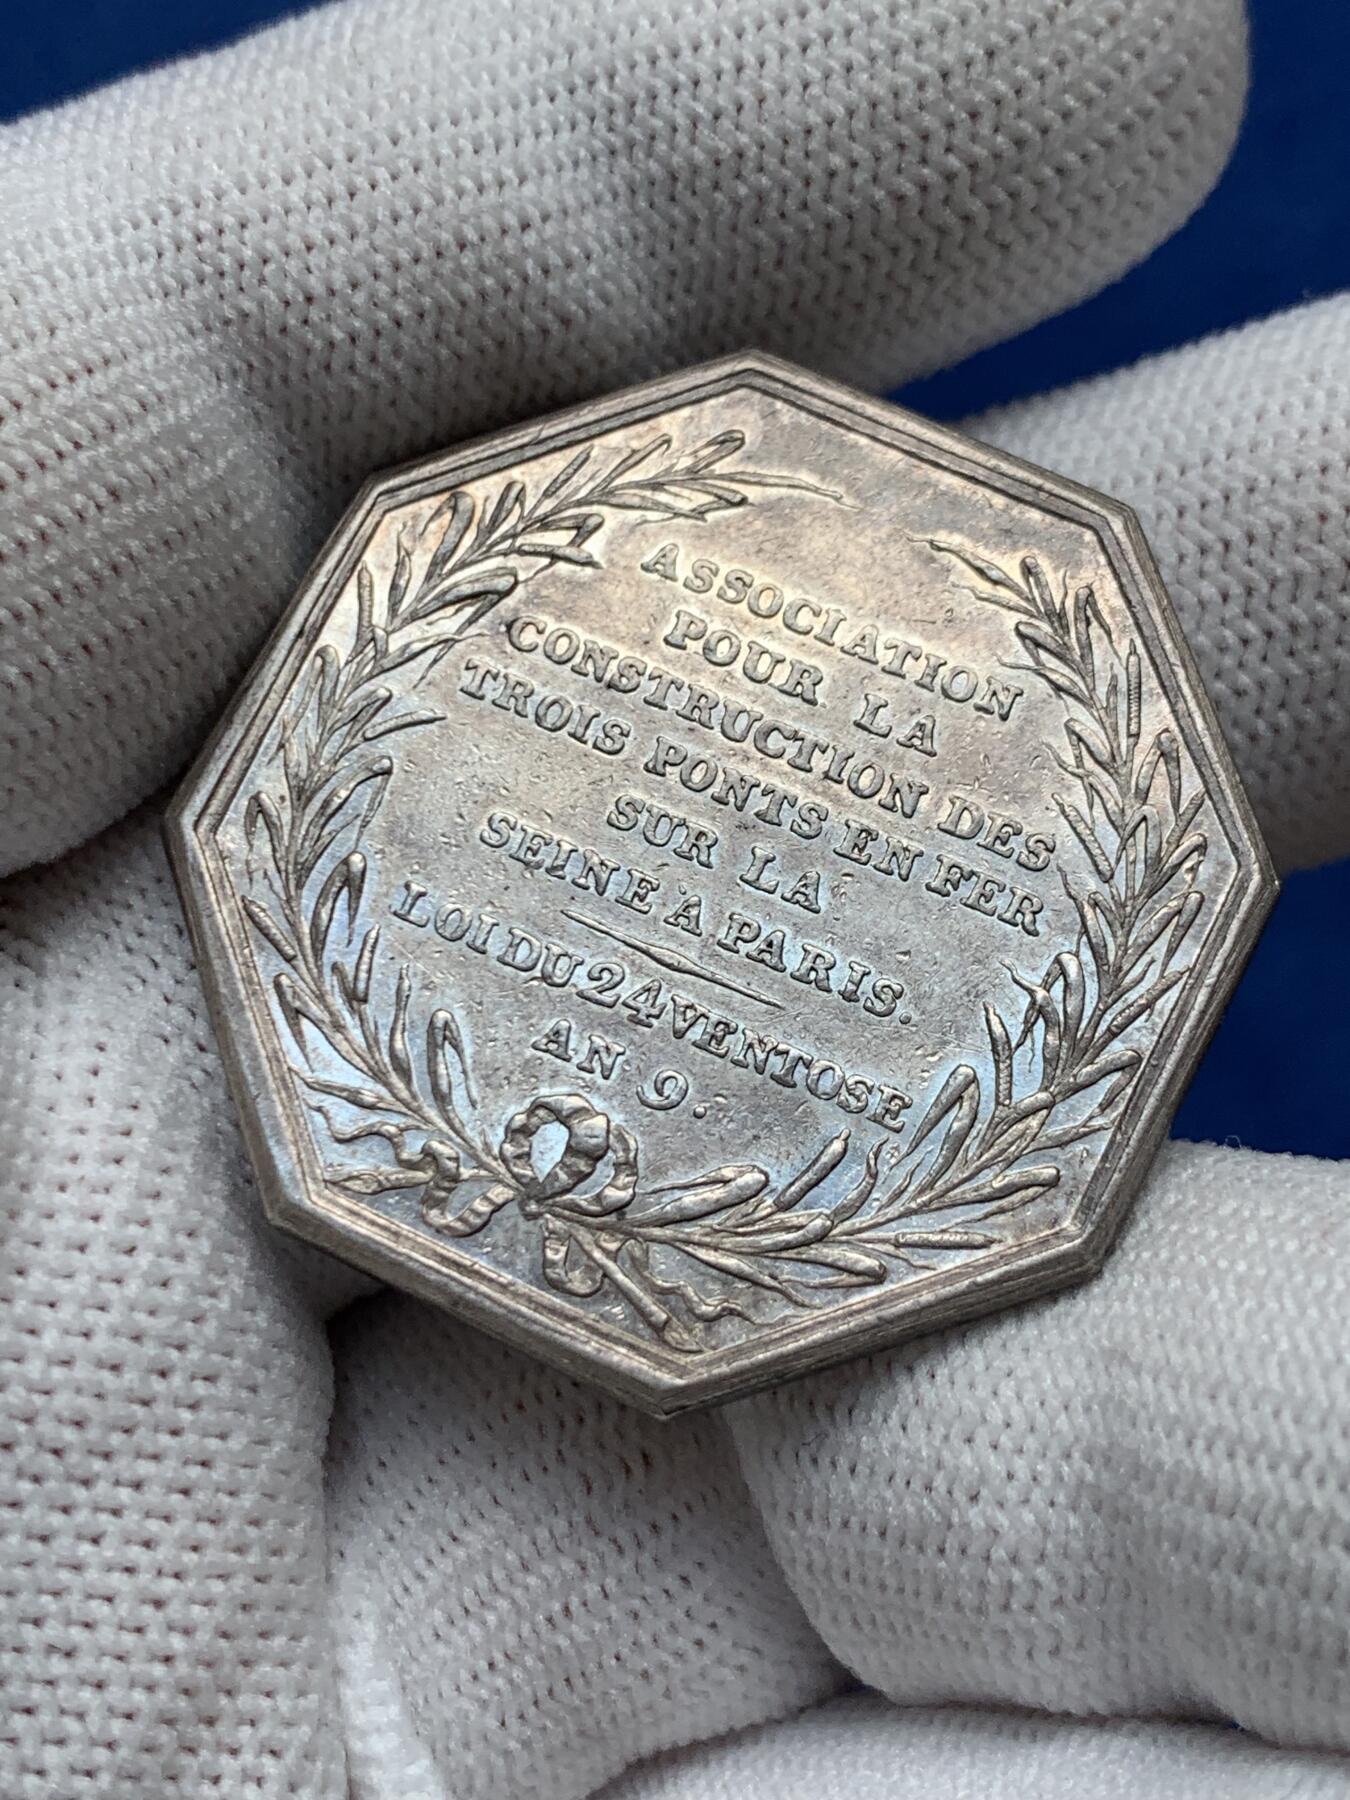 ASSOCIATION
POUR LA
CONSTRUCTION DES
TROIS PONTS EN FER
SUR LA
SEINE A PARIS.
LOI DU 24 VENTOSE
AN 9.